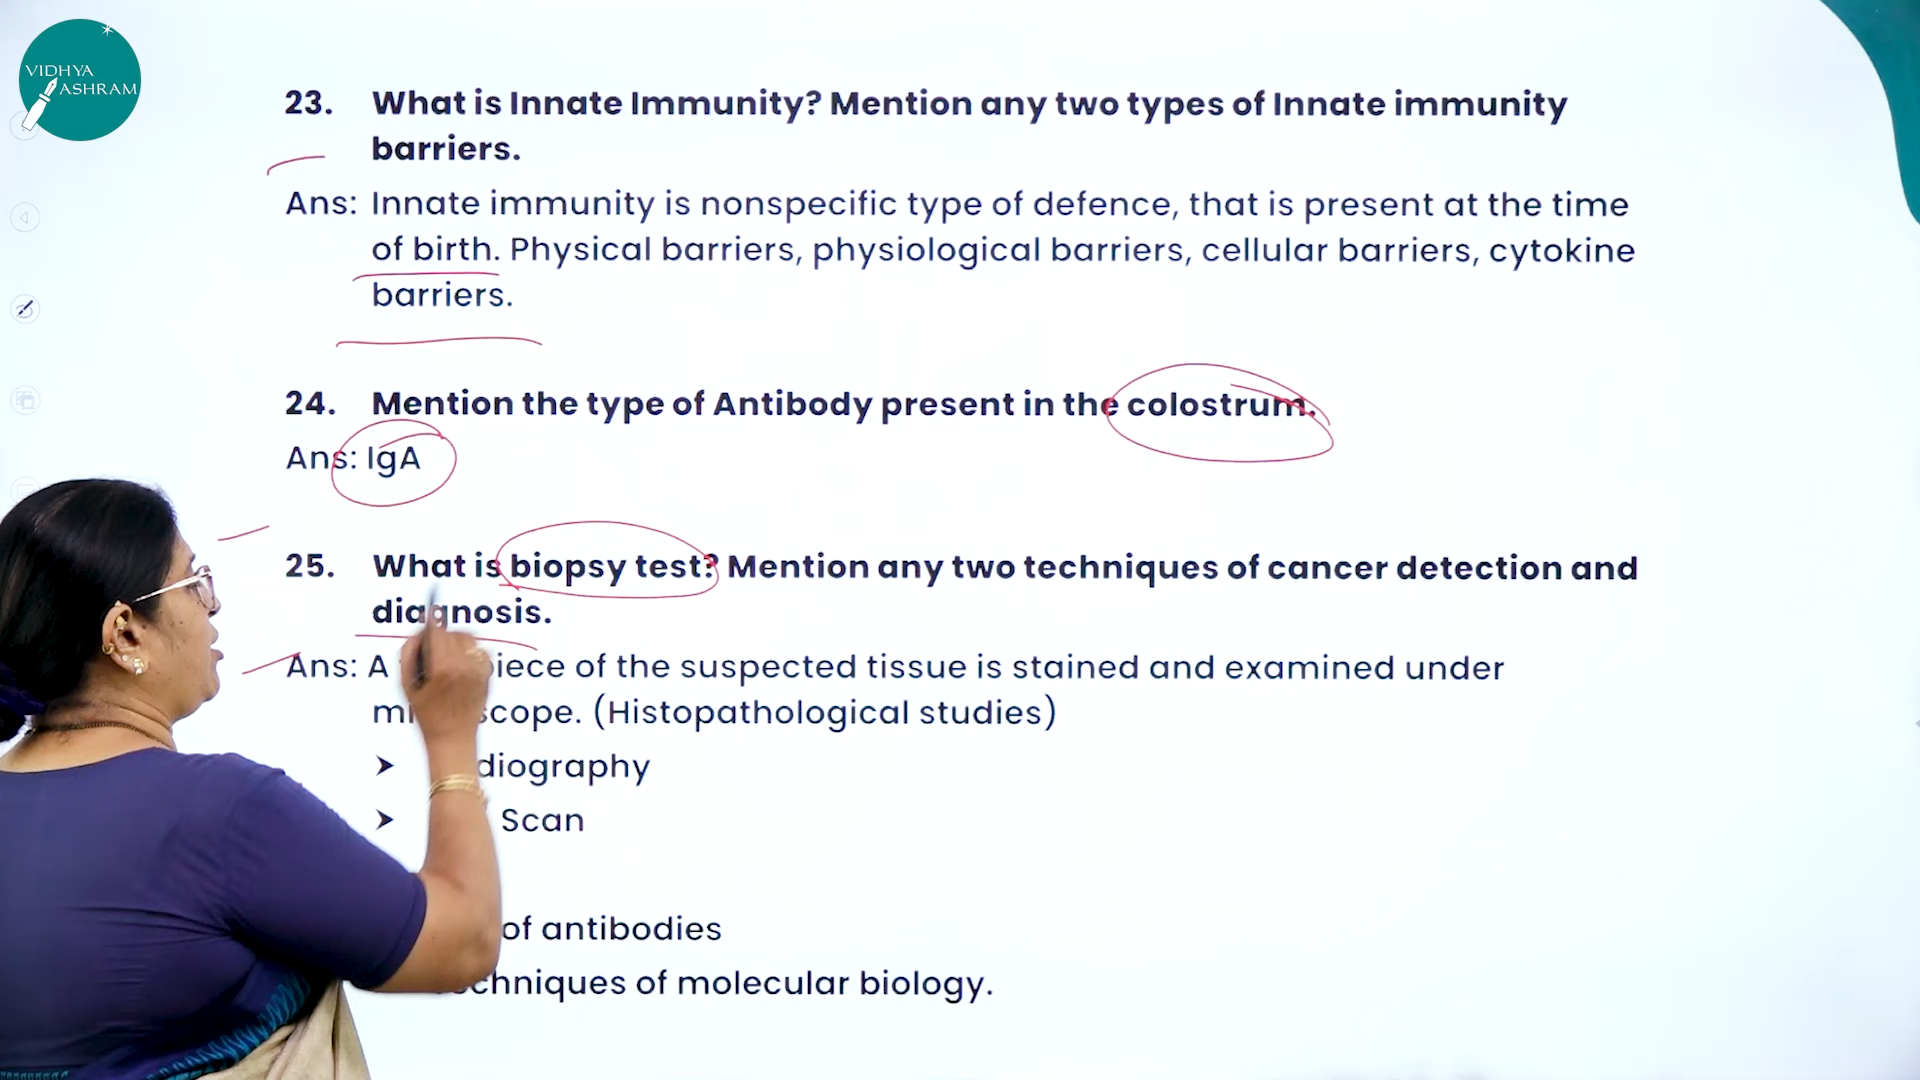 VIDHYA
ASHRAM
23. What is Innate Immunity? Mention any two types of Innate immunity
barriers.
Ans: Innate immunity is nonspecific type of defence, that is present at the time
of birth. Physical barriers, physiological barriers, cellular barriers, cytokine
barriers.
24. Mention the type of Antibody present in the colostrum.
Ans: IgA
25. What is biopsy test? Mention any two techniques of cancer detection and
diagnosis.
Ans: A piece of the suspected tissue is stained and examined under
microscope. (Histopathological studies)
➤ Radiography
➤ Scan
of antibodies
Techniques of molecular biology.